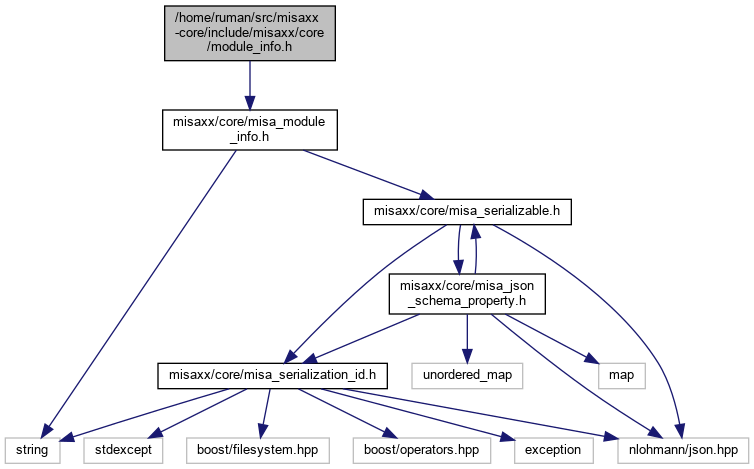 /home/ruman/src/misaxx
-core/include/misaxx/core
/module_info.h
misaxx/core/misa_module
_info.h
misaxx/core/misa_serializable.h
misaxx/core/misa_json
_schema_property.h
misaxx/core/misa_serialization_id.h
unordered_map
map
string
stdexcept
boost/filesystem.hpp
boost/operators.hpp
exception
nlohmann/json.hpp